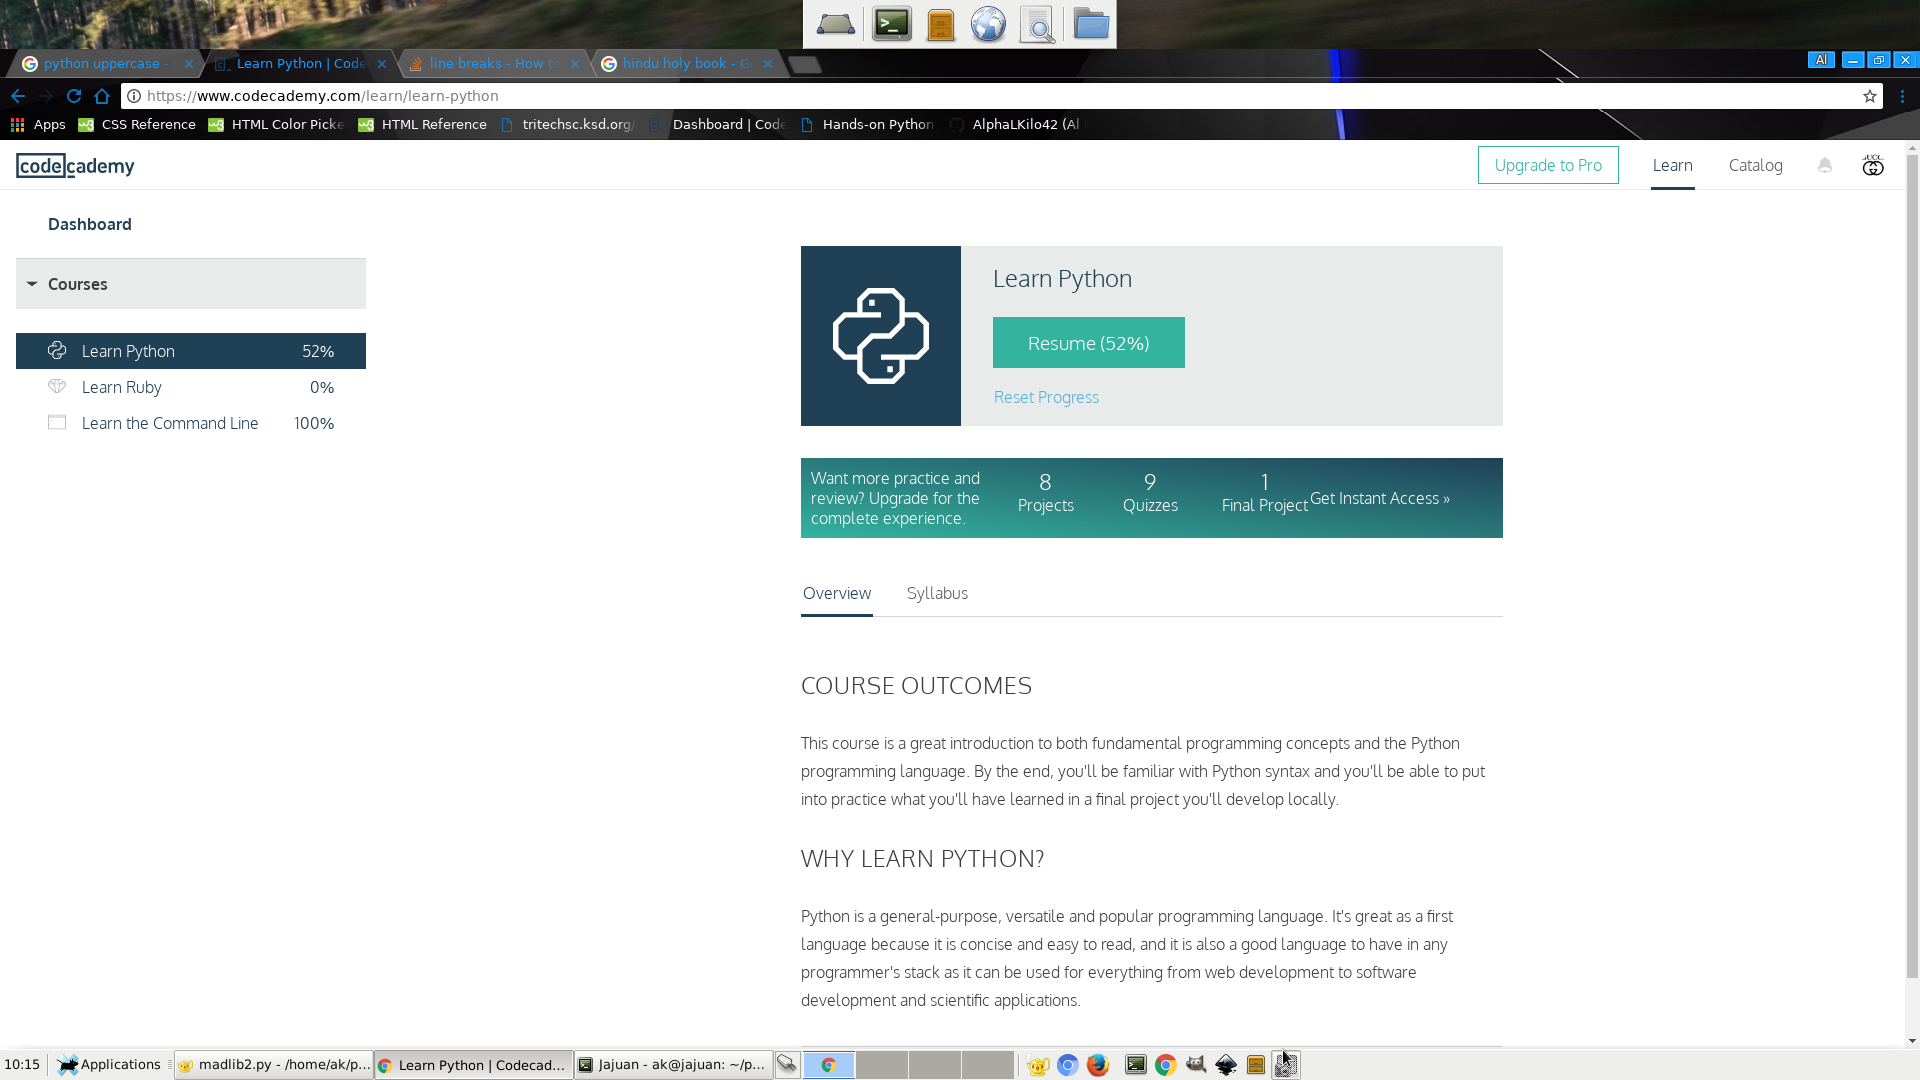 python uppercase -
Learn Python | Code
line breaks - How to
hindu holy book - G
Al
https://www.codecademy.com/learn/learn-python
Apps
CSS Reference
HTML Color Picke
HTML Reference
tritechsc.ksd.org/
Dashboard | Code
Hands-on Python
AlphaLKilo42 (Al
codecademy
Upgrade to Pro
Learn
Catalog
Dashboard
Courses
Learn Python 52%
Learn Ruby 0%
Learn the Command Line 100%
Learn Python
Resume (52%)
Reset Progress
Want more practice and
review? Upgrade for the
complete experience.
8
Projects
9
Quizzes
1
Final Project
Get Instant Access »
Overview
Syllabus
COURSE OUTCOMES
This course is a great introduction to both fundamental programming concepts and the Python
programming language. By the end, you'll be familiar with Python syntax and you'll be able to put
into practice what you'll have learned in a final project you'll develop locally.
WHY LEARN PYTHON?
Python is a general-purpose, versatile and popular programming language. It's great as a first
language because it is concise and easy to read, and it is also a good language to have in any
programmer's stack as it can be used for everything from web development to software
development and scientific applications.
10:15
Applications
madlib2.py - /home/ak/p...
Learn Python | Codecad...
Jajuan - ak@jajuan: ~/p...